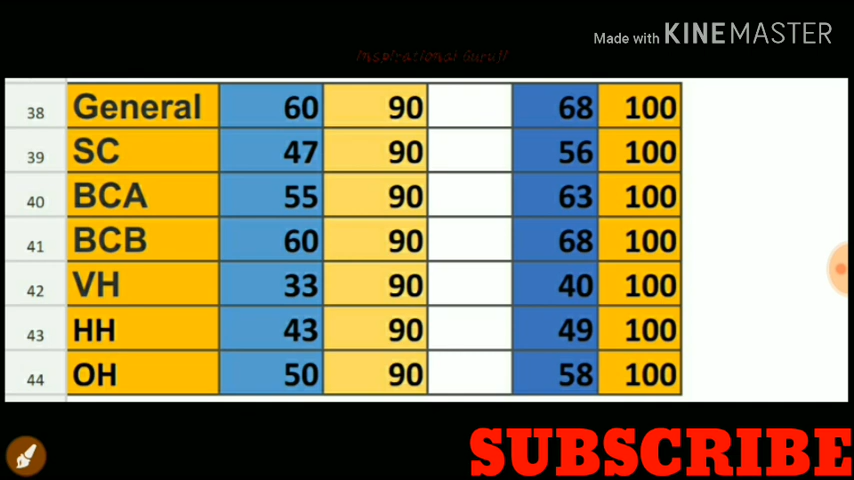 Made with KINEMASTER
Inspirational Guru!!
38 General 60 90 68 100
39 SC 47 90 56 100
40 BCA 55 90 63 100
41 BCB 60 90 68 100
42 VH 33 90 40 100
43 HH 43 90 49 100
44 OH 50 90 58 100
SUBSCRIBE